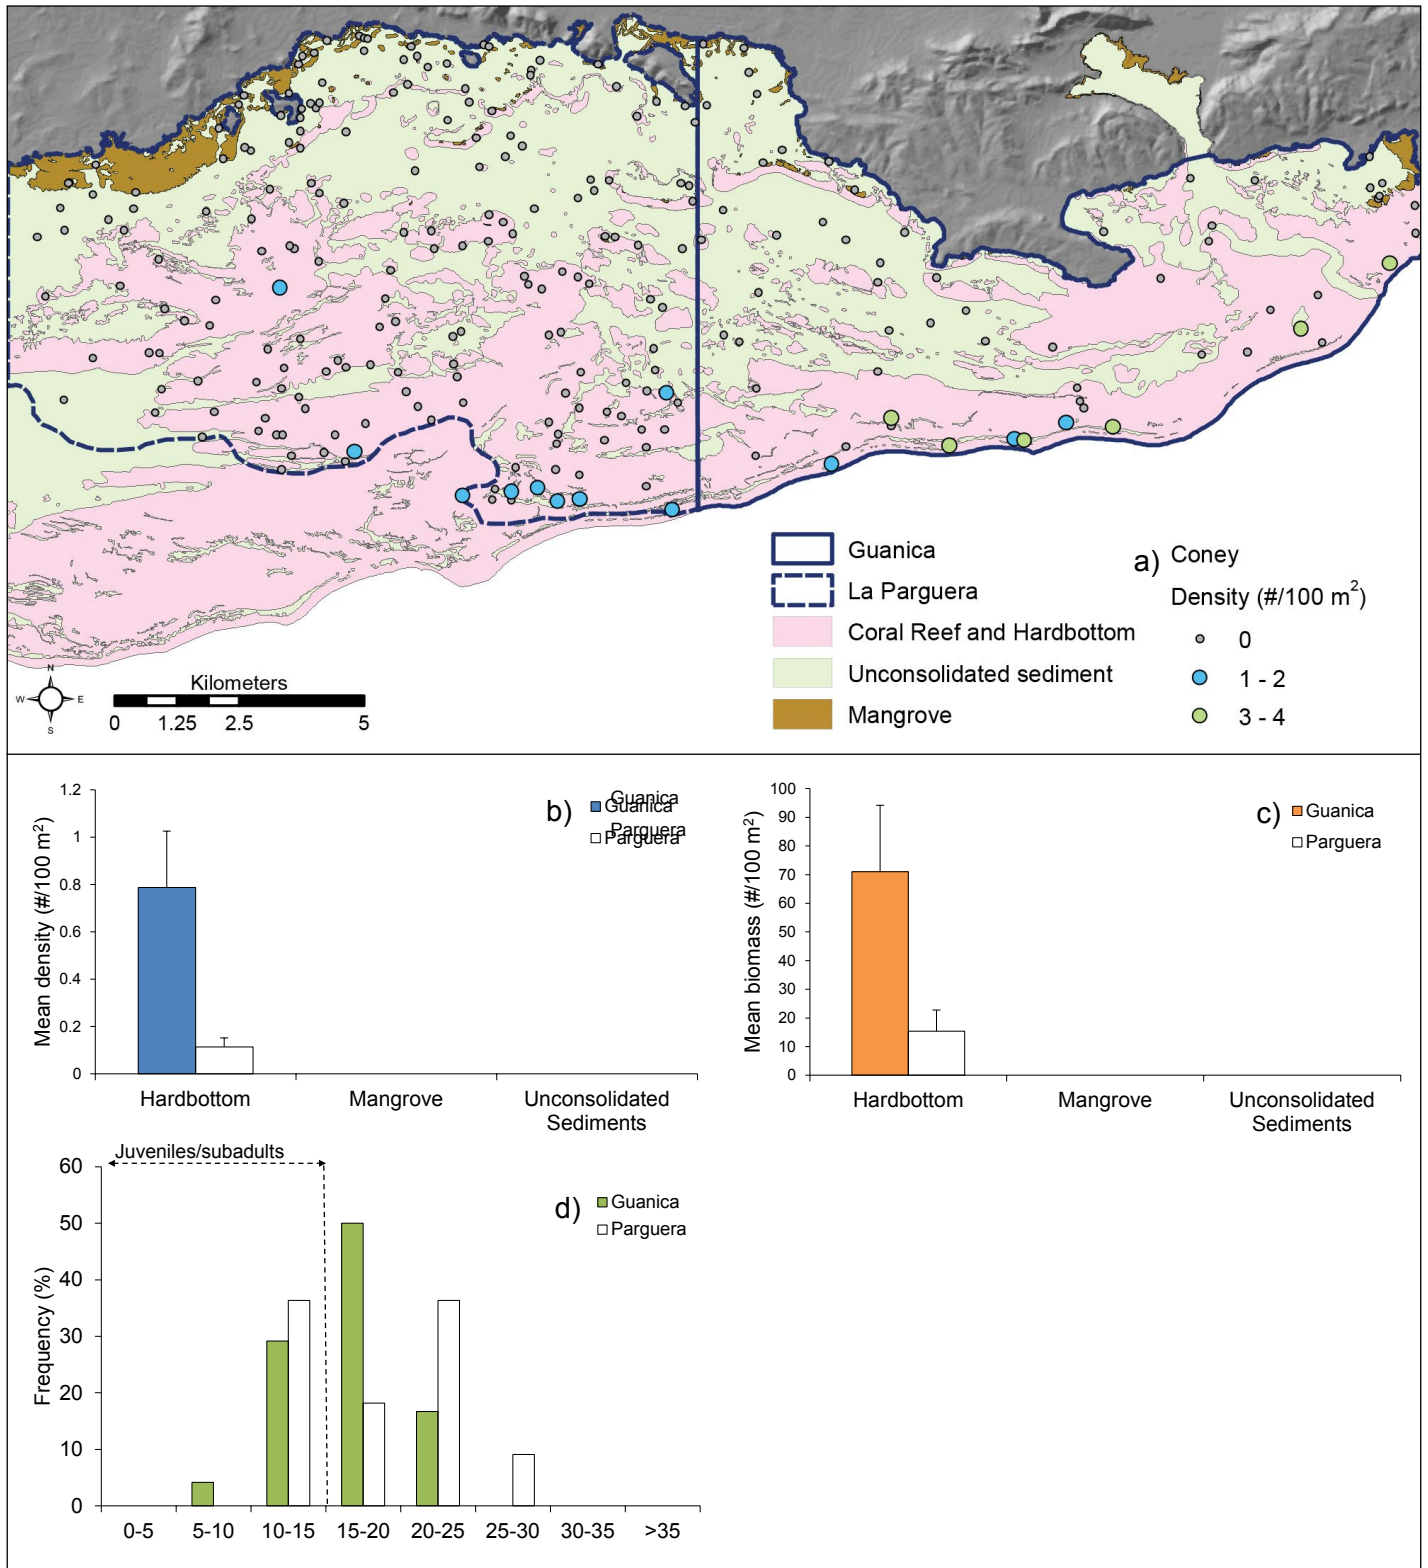 Guanica
La Parguera
Coral Reef and Hardbottom
Unconsolidated sediment
Mangrove
a) Coney
Density (#/100 m²)
0
1 - 2
3 - 4
N
W E
S
Kilometers
0 1.25 2.5 5
b)
Guanica
Guanica
Parguera
Parguera
Mean density (#/100 m²)
1.2
1
0.8
0.6
0.4
0.2
0
Hardbottom Mangrove Unconsolidated
Sediments
c)
Guanica
Parguera
Mean biomass (#/100 m²)
100
90
80
70
60
50
40
30
20
10
0
Hardbottom Mangrove Unconsolidated
Sediments
Juveniles/subadults
d)
Guanica
Parguera
Frequency (%)
60
50
40
30
20
10
0
0-5 5-10 10-15 15-20 20-25 25-30 30-35 >35